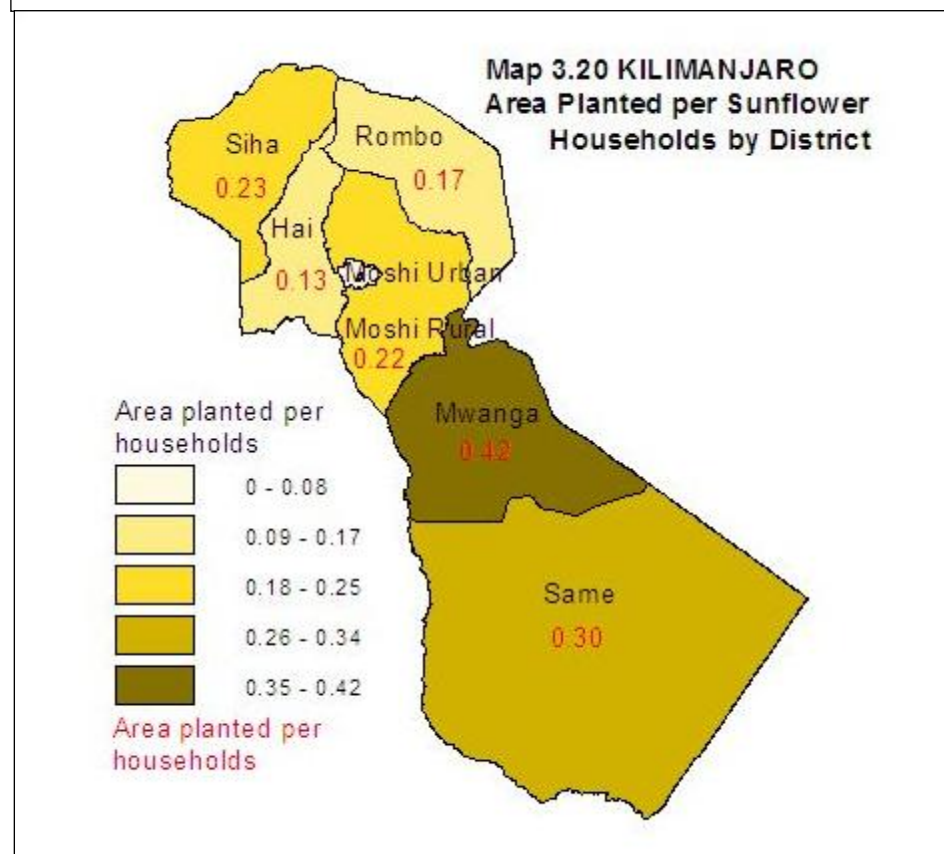 Map 3.20 KILIMANJARO
Area Planted per Sunflower
Households by District
Siha
0.23
Rombo
0.17
Hai
0.13
Moshi Urban
Moshi Rural
0.22
Mwanga
0.42
Same
0.30
Area planted per
households
0 - 0.08
0.09 - 0.17
0.18 - 0.25
0.26 - 0.34
0.35 - 0.42
Area planted per
households